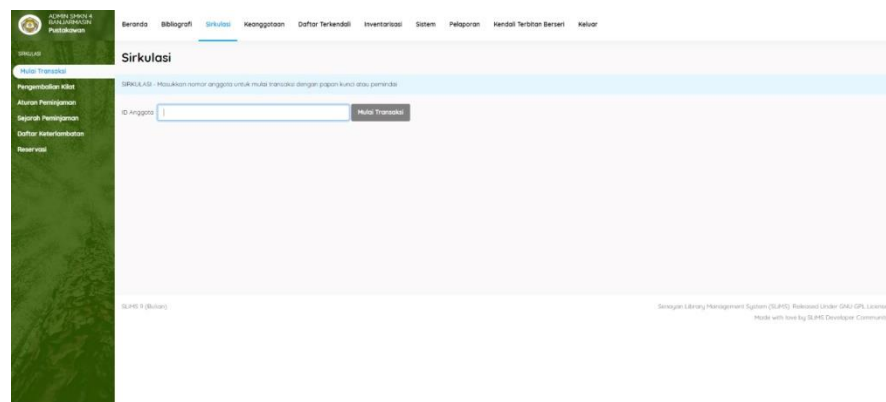 ADMIN SMKN 4
BANJARMASIN
Pustakawan
Beranda Bibliografi Sirkulasi Keanggotaan Daftar Terkendali Inventarisasi Sistem Pelaporan Kendali Terbitan Berseri Keluar
SIRKULASI
Mulai Transaksi
Pengembalian Kilat
Aturan Peminjaman
Sejarah Peminjaman
Daftar Keterlambatan
Reservasi
Sirkulasi
SIRKULASI - Masukkan nomor anggota untuk mulai transaksi dengan papan kunci atau pemindai
ID Anggota
Mulai Transaksi
SLiMS 9 (Bulian)
Senayan Library Management System (SLiMS). Released Under GNU GPL License
Made with love by SLiMS Developer Communit